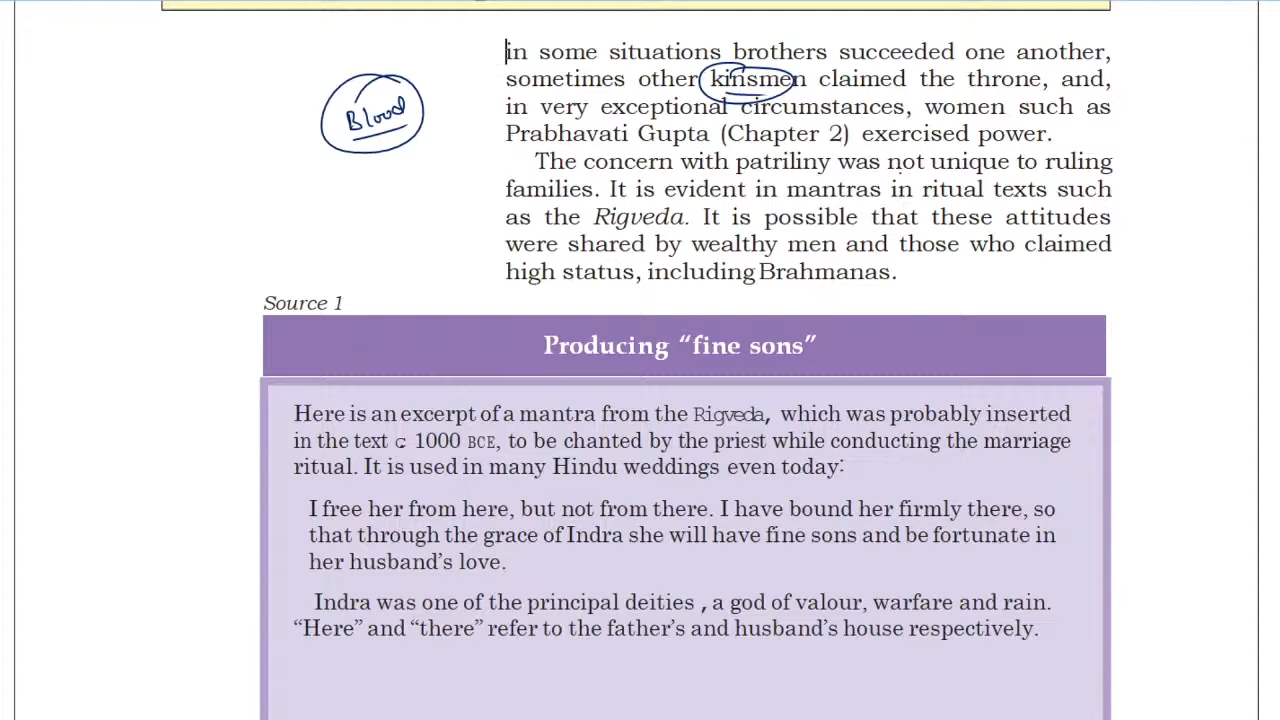 in some situations brothers succeeded one another,
sometimes other kinsmen claimed the throne, and,
in very exceptional circumstances, women such as
Prabhavati Gupta (Chapter 2) exercised power.
Blood
The concern with patriliny was not unique to ruling
families. It is evident in mantras in ritual texts such
as the Rigveda. It is possible that these attitudes
were shared by wealthy men and those who claimed
high status, including Brahmanas.
Source 1
Producing “fine sons”
Here is an excerpt of a mantra from the Rigveda, which was probably inserted
in the text c 1000 BCE, to be chanted by the priest while conducting the marriage
ritual. It is used in many Hindu weddings even today:
I free her from here, but not from there. I have bound her firmly there, so
that through the grace of Indra she will have fine sons and be fortunate in
her husband’s love.
Indra was one of the principal deities , a god of valour, warfare and rain.
“Here” and “there” refer to the father’s and husband’s house respectively.